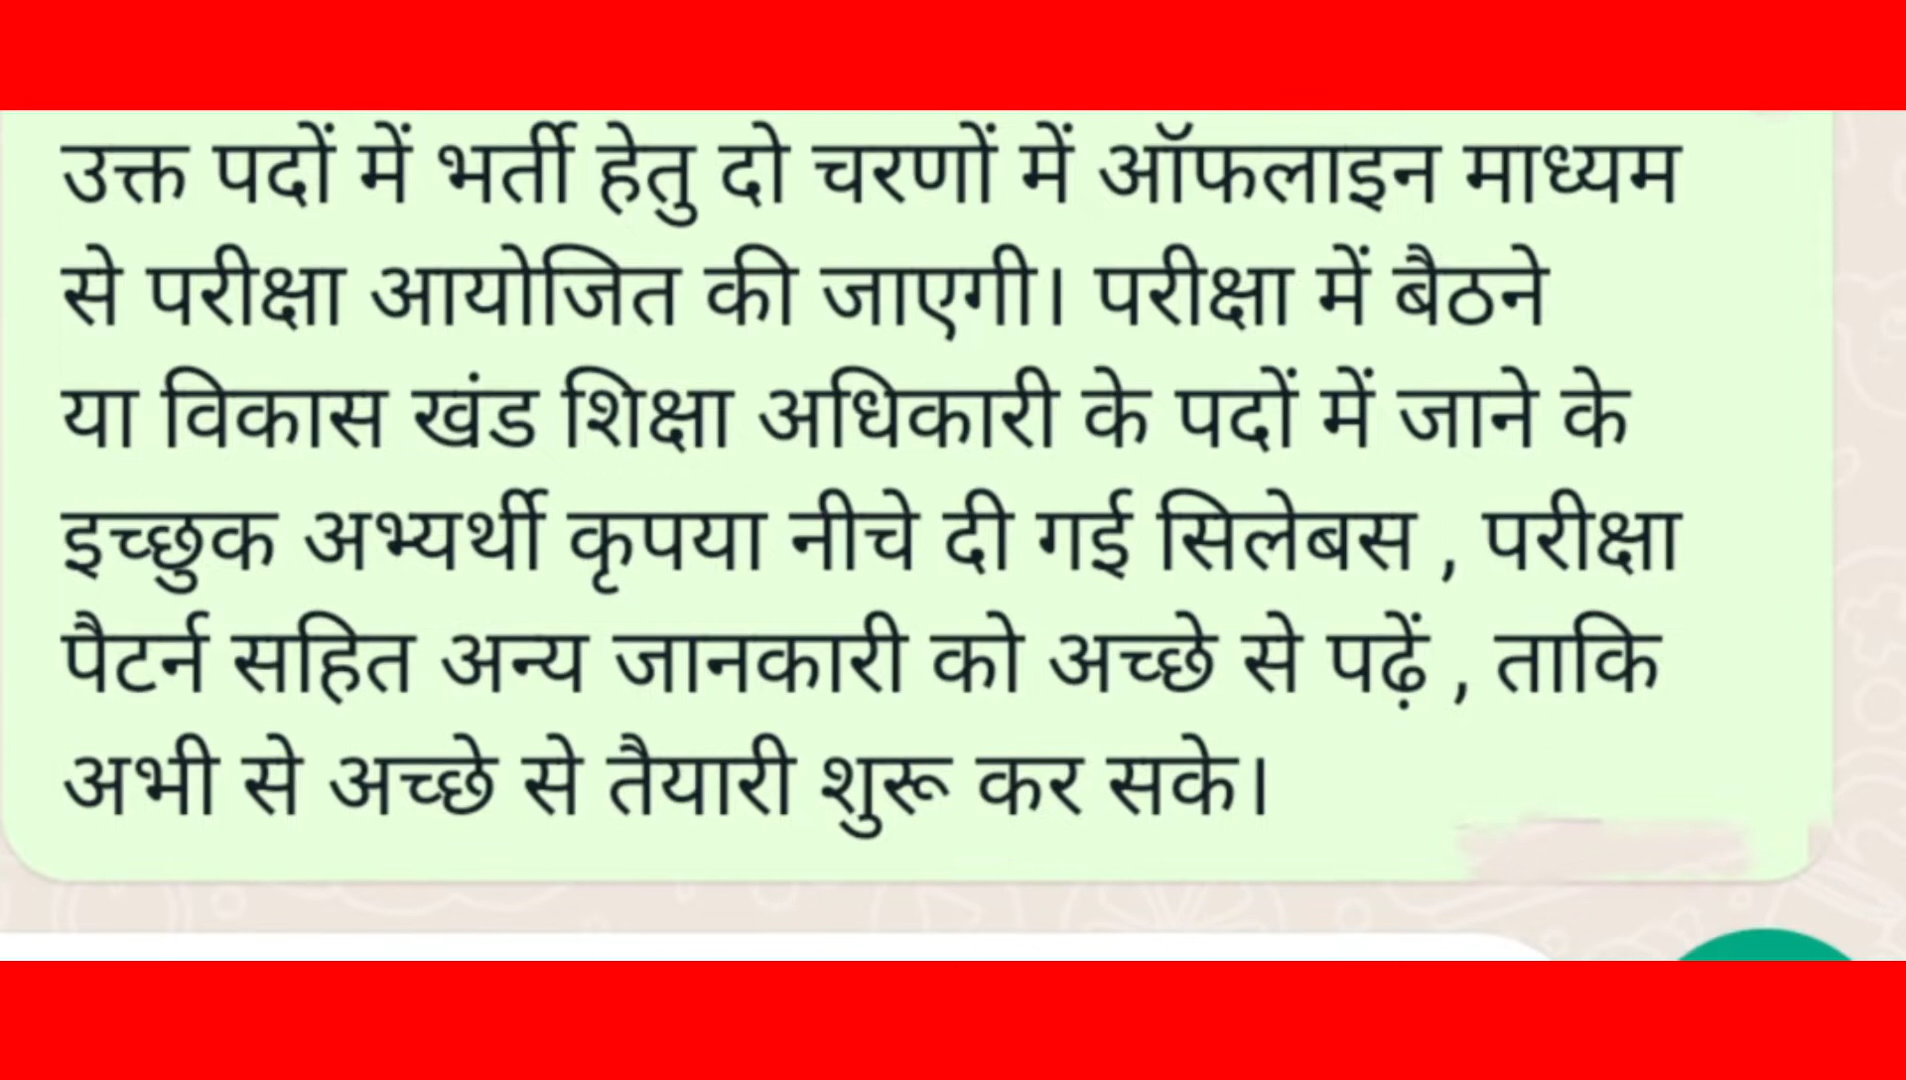 उक्त पदों में भर्ती हेतु दो चरणों में ऑफलाइन माध्यम
से परीक्षा आयोजित की जाएगी। परीक्षा में बैठने
या विकास खंड शिक्षा अधिकारी के पदों में जाने के
इच्छुक अभ्यर्थी कृपया नीचे दी गई सिलेबस , परीक्षा
पैटर्न सहित अन्य जानकारी को अच्छे से पढ़ें , ताकि
अभी से अच्छे से तैयारी शुरू कर सके।